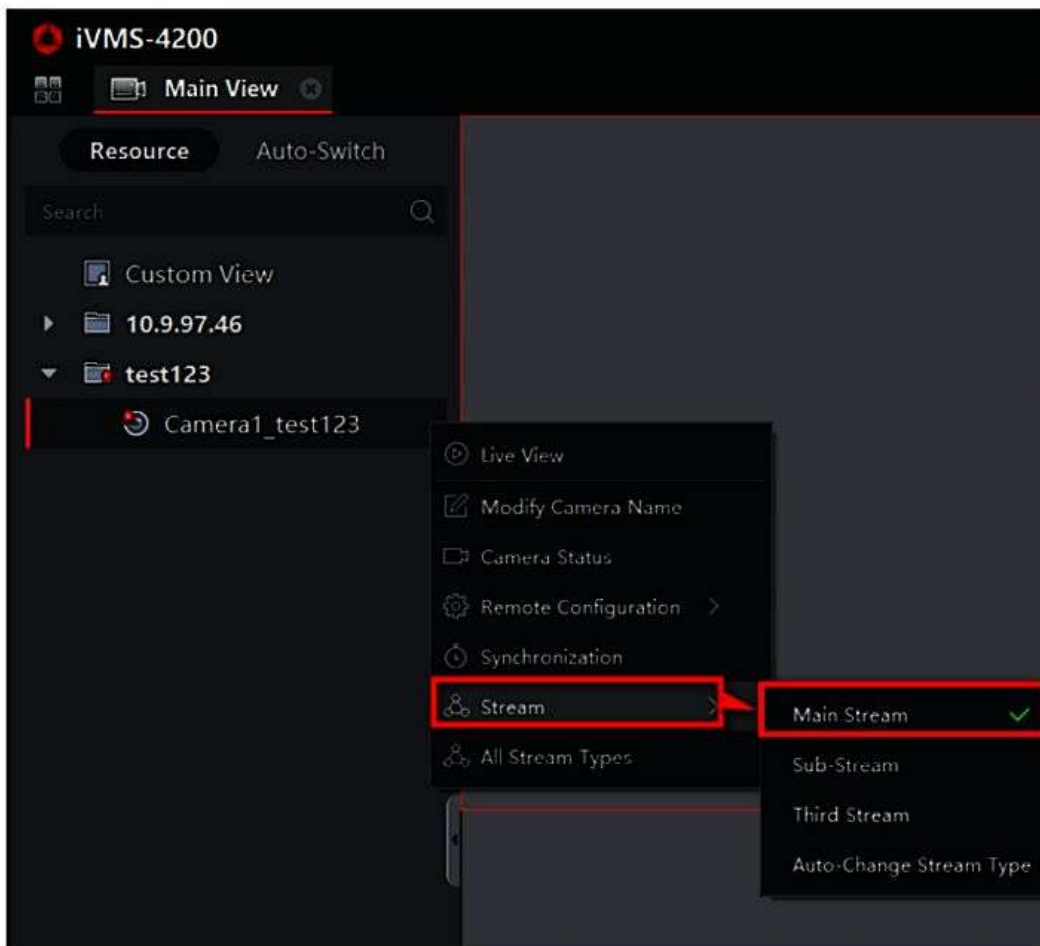 iVMS-4200
Main View
Resource Auto-Switch
Search
Custom View
10.9.97.46
test123
Camera1_test123
Live View
Modify Camera Name
Camera Status
Remote Configuration
Synchronization
Stream
All Stream Types
Main Stream
Sub-Stream
Third Stream
Auto-Change Stream Type